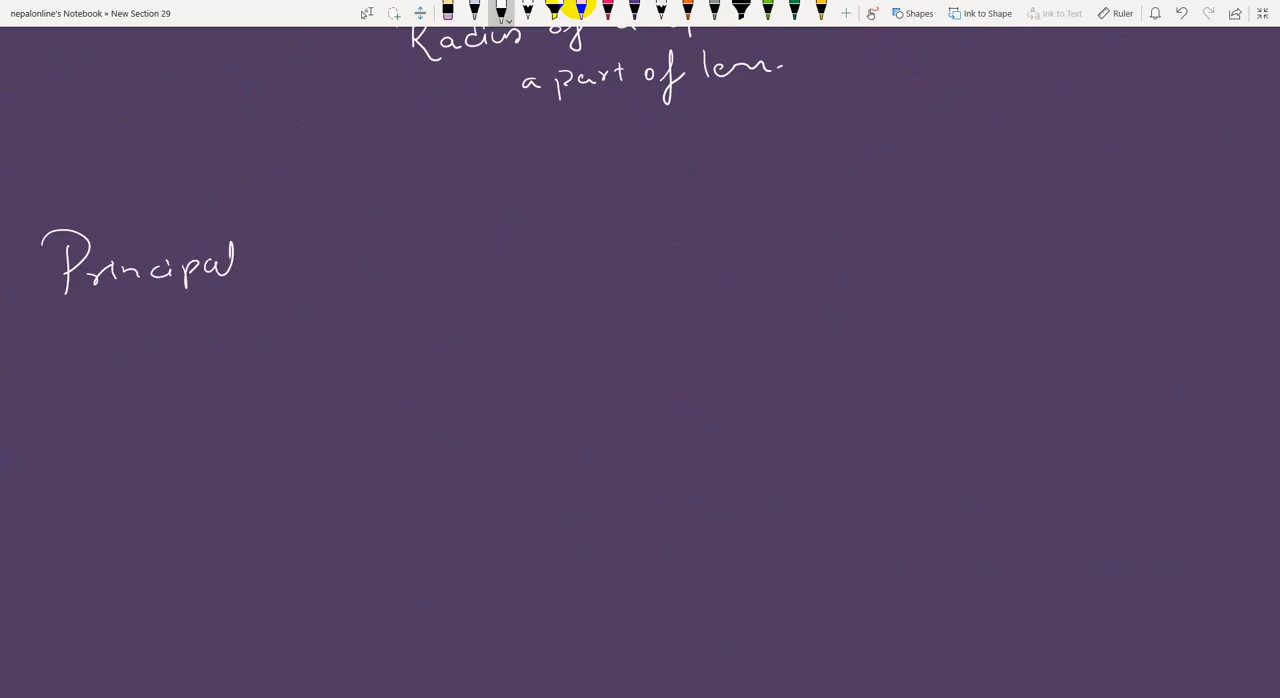 nepalonline's Notebook » New Section 29
Shapes
Ink to Shape
Ink to Text
Ruler
Radius of a
a part of lens.
Principal